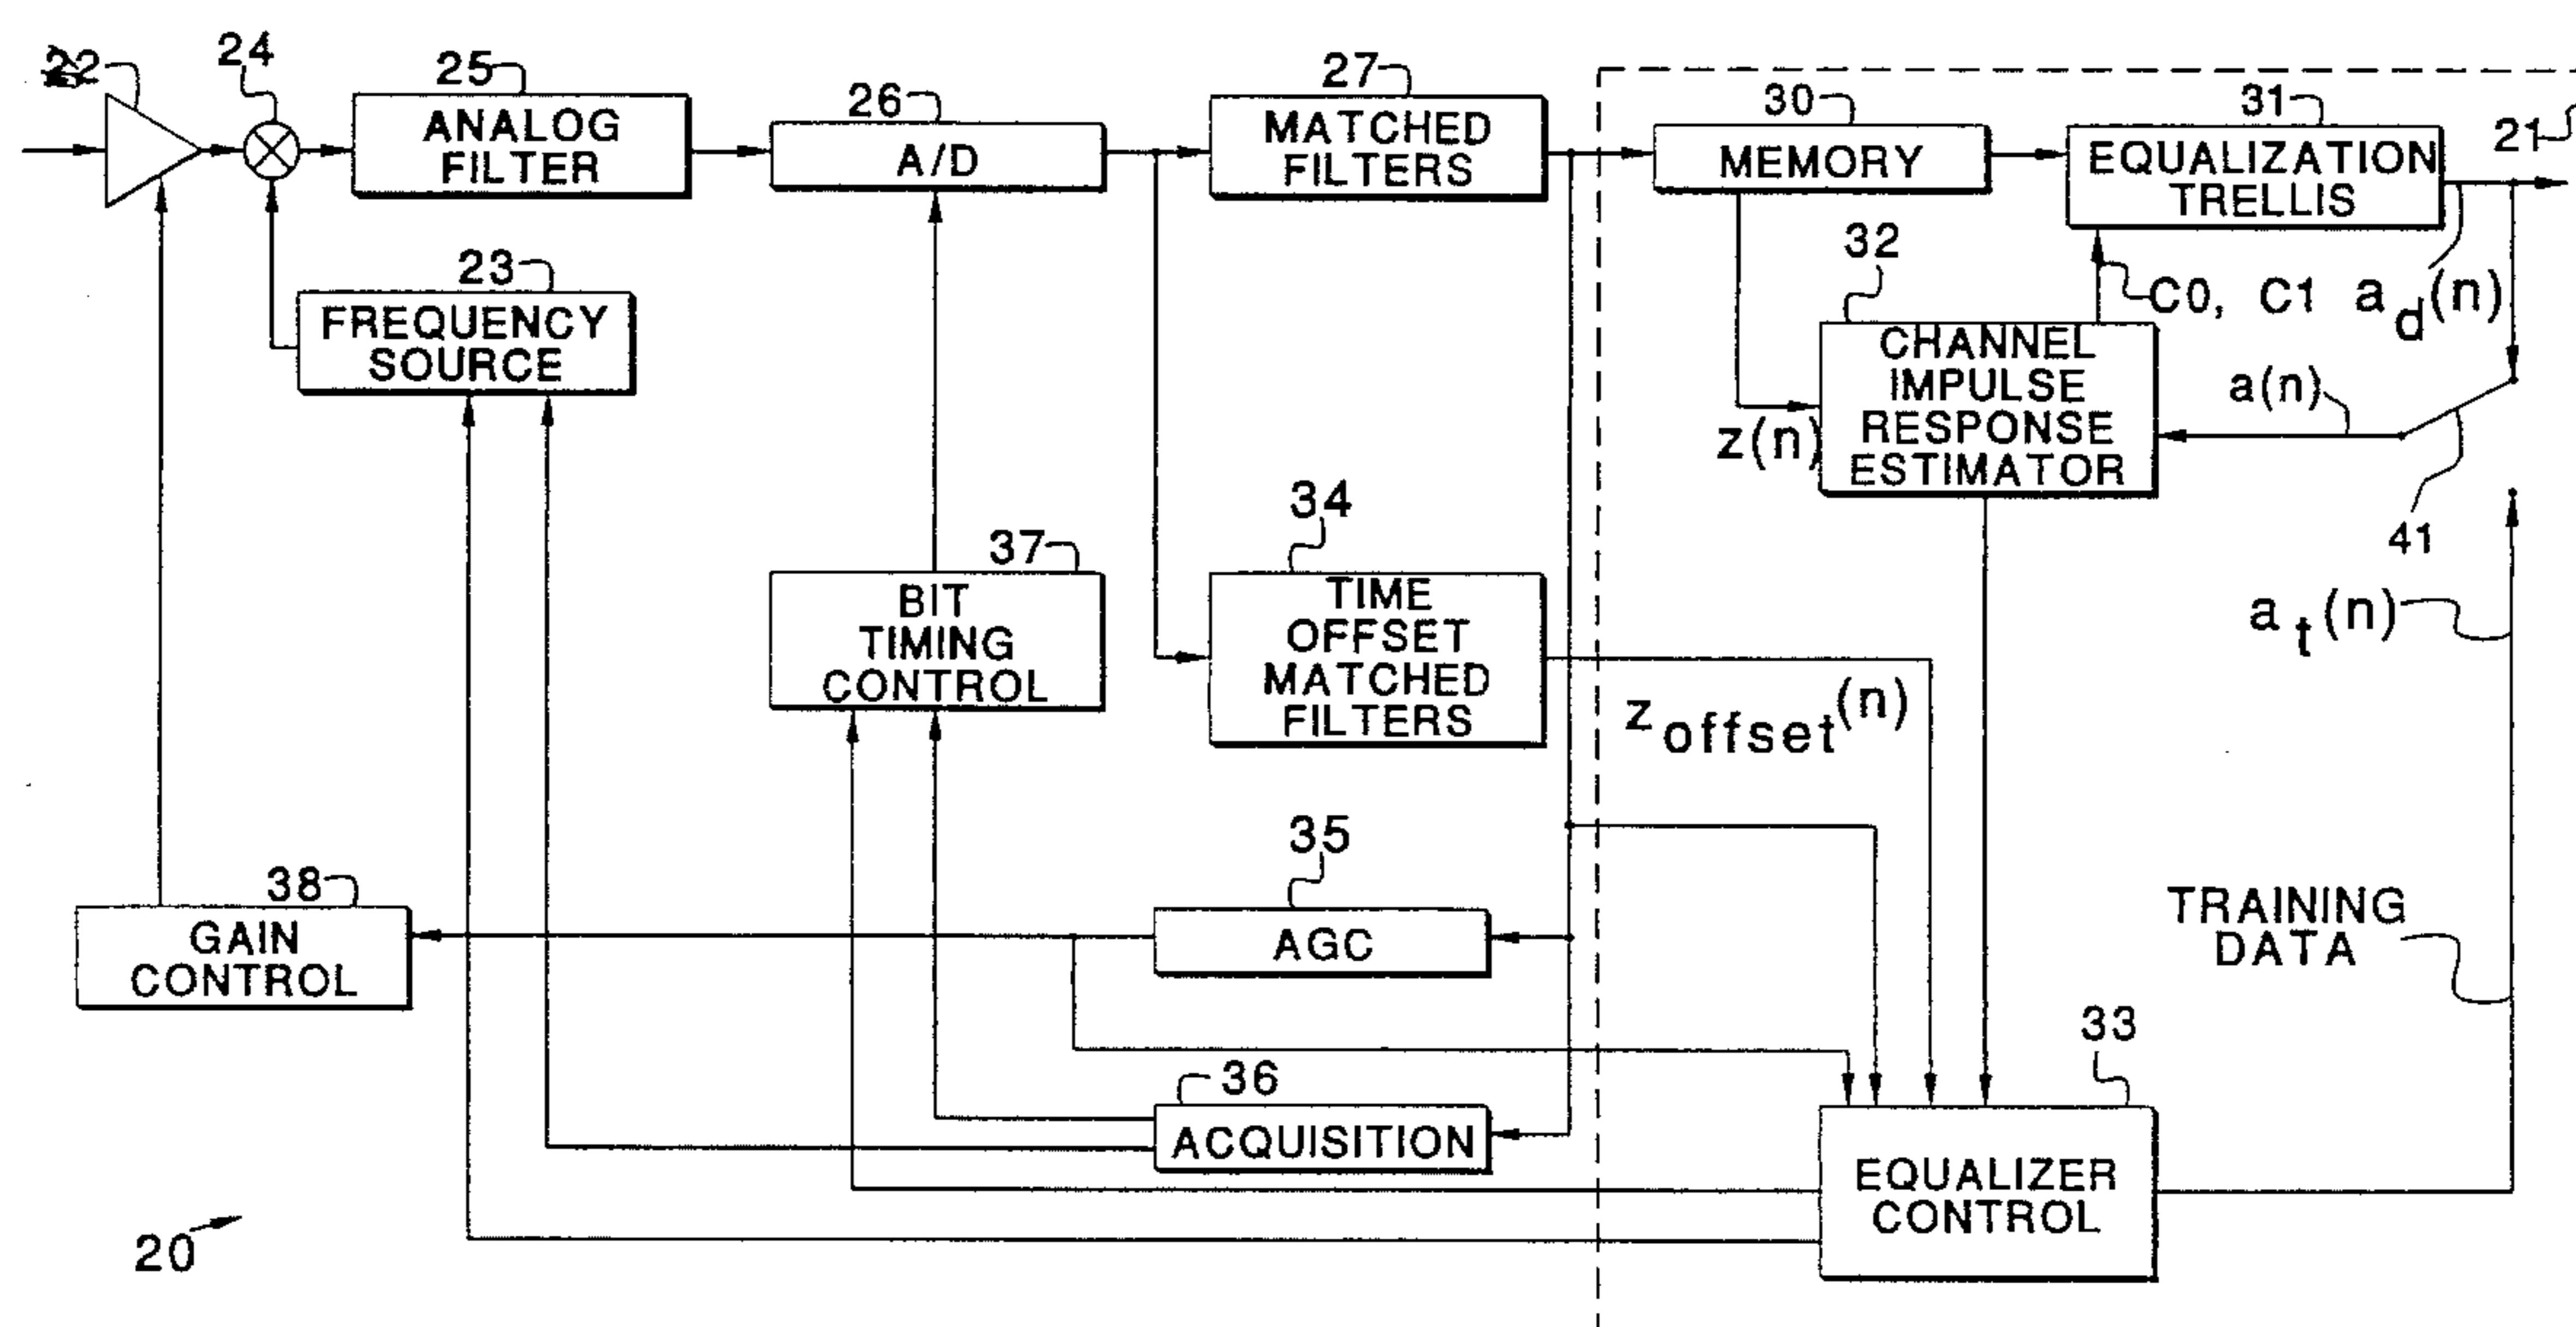 22
24
25
26
27
30
31
21
ANALOG
FILTER
A/D
MATCHED
FILTERS
MEMORY
EQUALIZATION
TRELLIS
23
FREQUENCY
SOURCE
32
C0, C1
a_d(n)
CHANNEL
IMPULSE
RESPONSE
ESTIMATOR
z(n)
a(n)
41
37
BIT
TIMING
CONTROL
34
TIME
OFFSET
MATCHED
FILTERS
z_offset(n)
a_t(n)
38
GAIN
CONTROL
35
AGC
TRAINING
DATA
36
ACQUISITION
33
EQUALIZER
CONTROL
20